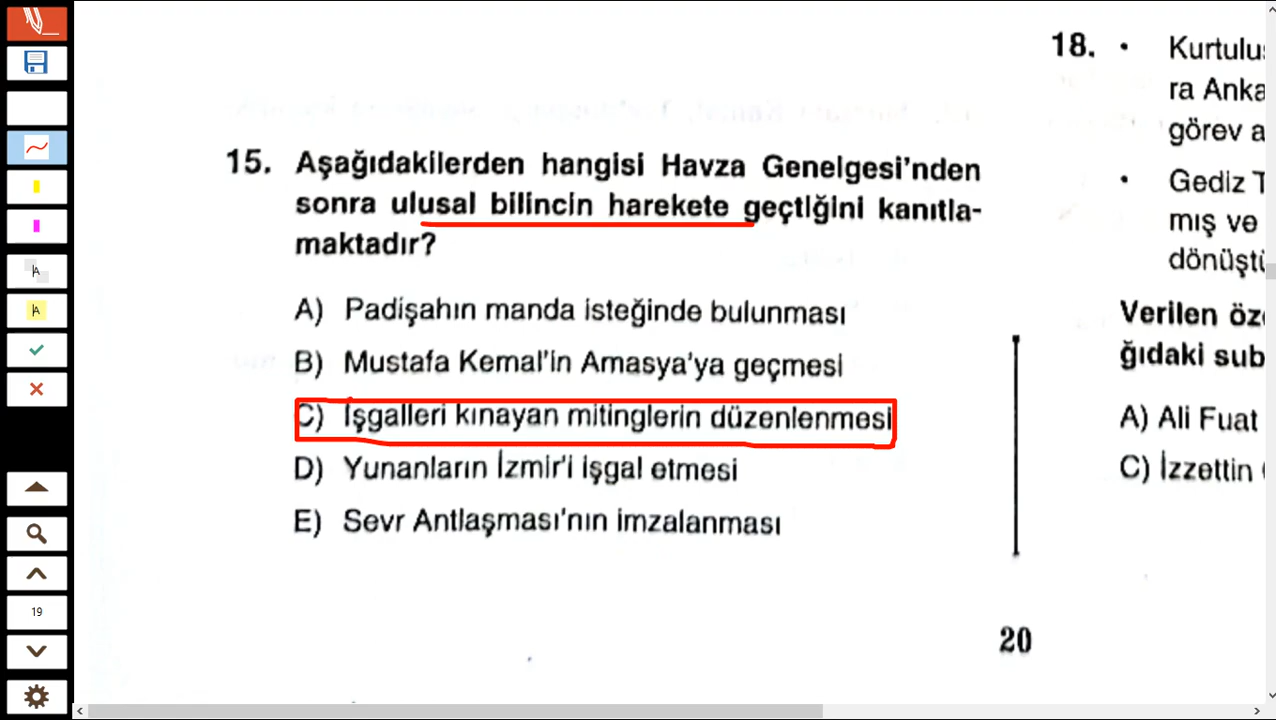 15. Aşağıdakilerden hangisi Havza Genelgesi'nden
sonra ulusal bilincin harekete geçtiğini kanıtla-
maktadır?
A) Padişahın manda isteğinde bulunması
B) Mustafa Kemal'in Amasya'ya geçmesi
C) İşgalleri kınayan mitinglerin düzenlenmesi
D) Yunanların İzmir'i işgal etmesi
E) Sevr Antlaşması'nın imzalanması
20
18. • Kurtulu
ra Anka
görev a
• Gediz T
mış ve
dönüştü
Verilen öz
ğıdaki sub
A) Ali Fuat
C) İzzettin
A
A
19